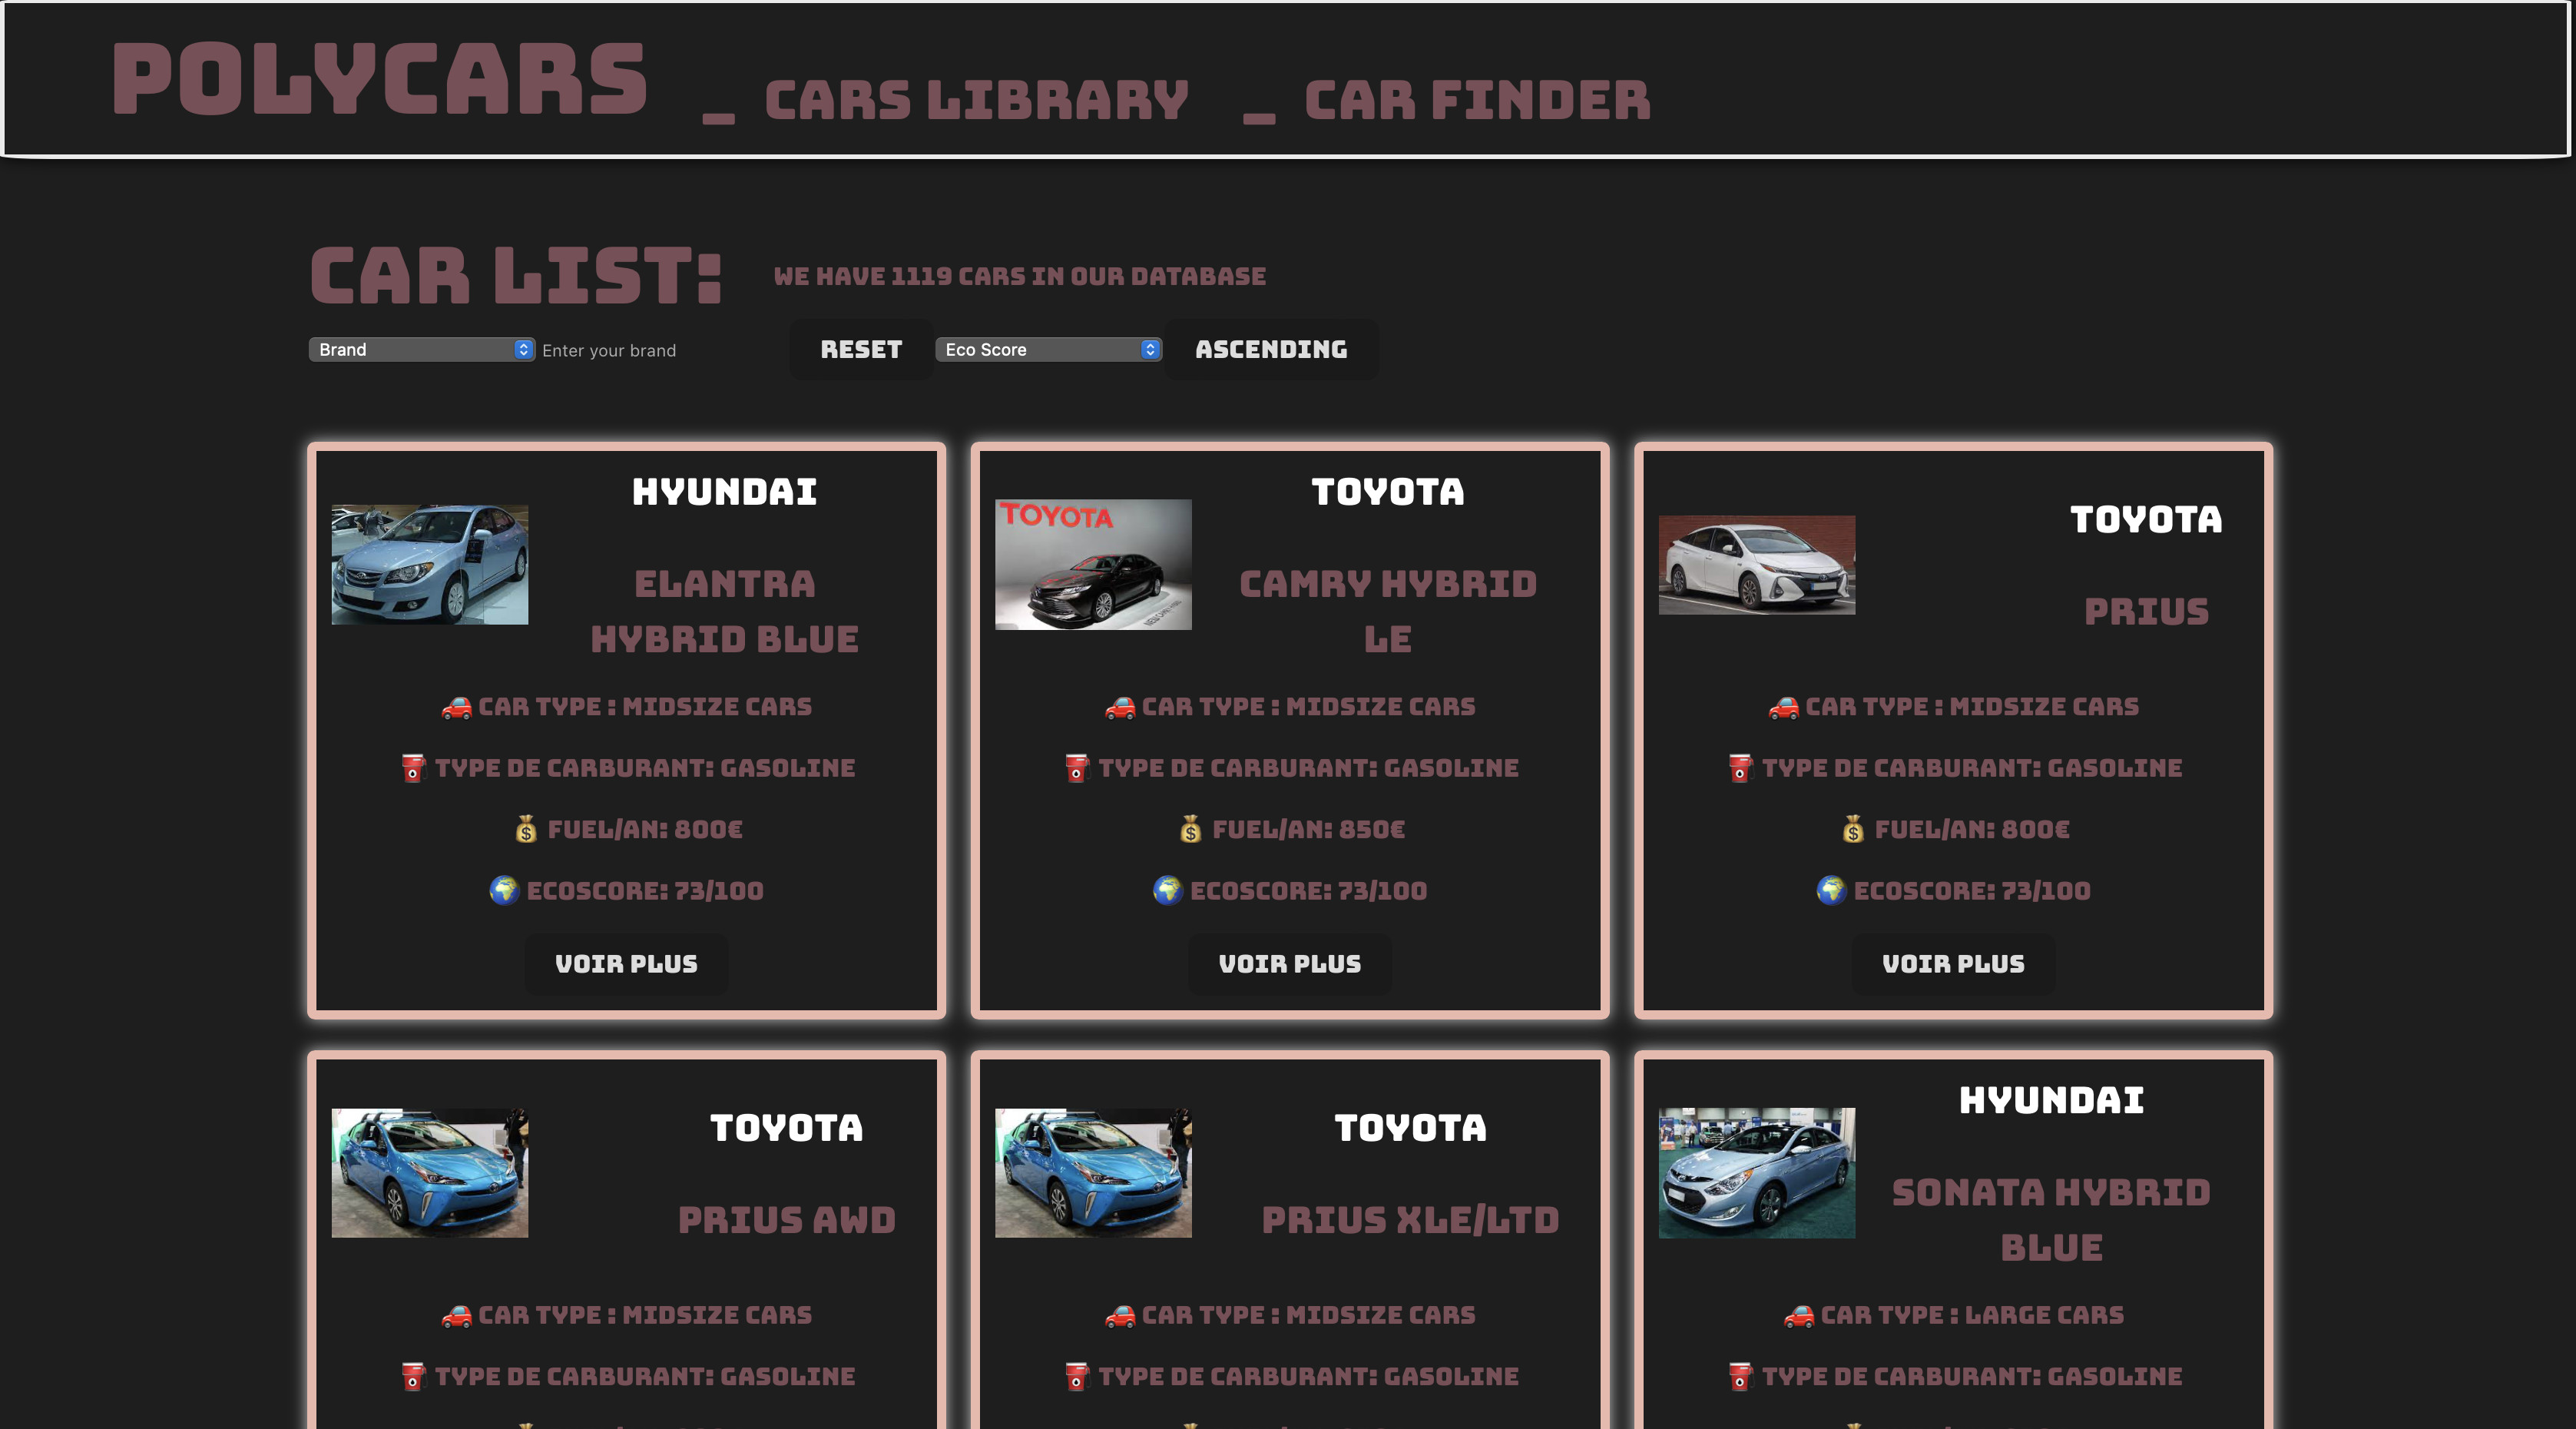 POLYCARS _ CARS LIBRARY _ CAR FINDER
CAR LIST: WE HAVE 1119 CARS IN OUR DATABASE
Brand Enter your brand RESET Eco Score ASCENDING
HYUNDAI
ELANTRA
HYBRID BLUE
CAR TYPE : MIDSIZE CARS
TYPE DE CARBURANT: GASOLINE
FUEL/AN: 800€
ECOSCORE: 73/100
VOIR PLUS
TOYOTA
TOYOTA
CAMRY HYBRID
LE
CAR TYPE : MIDSIZE CARS
TYPE DE CARBURANT: GASOLINE
FUEL/AN: 850€
ECOSCORE: 73/100
VOIR PLUS
TOYOTA
PRIUS
CAR TYPE : MIDSIZE CARS
TYPE DE CARBURANT: GASOLINE
FUEL/AN: 800€
ECOSCORE: 73/100
VOIR PLUS
TOYOTA
PRIUS AWD
CAR TYPE : MIDSIZE CARS
TYPE DE CARBURANT: GASOLINE
TOYOTA
PRIUS XLE/LTD
CAR TYPE : MIDSIZE CARS
TYPE DE CARBURANT: GASOLINE
HYUNDAI
SONATA HYBRID
BLUE
CAR TYPE : LARGE CARS
TYPE DE CARBURANT: GASOLINE